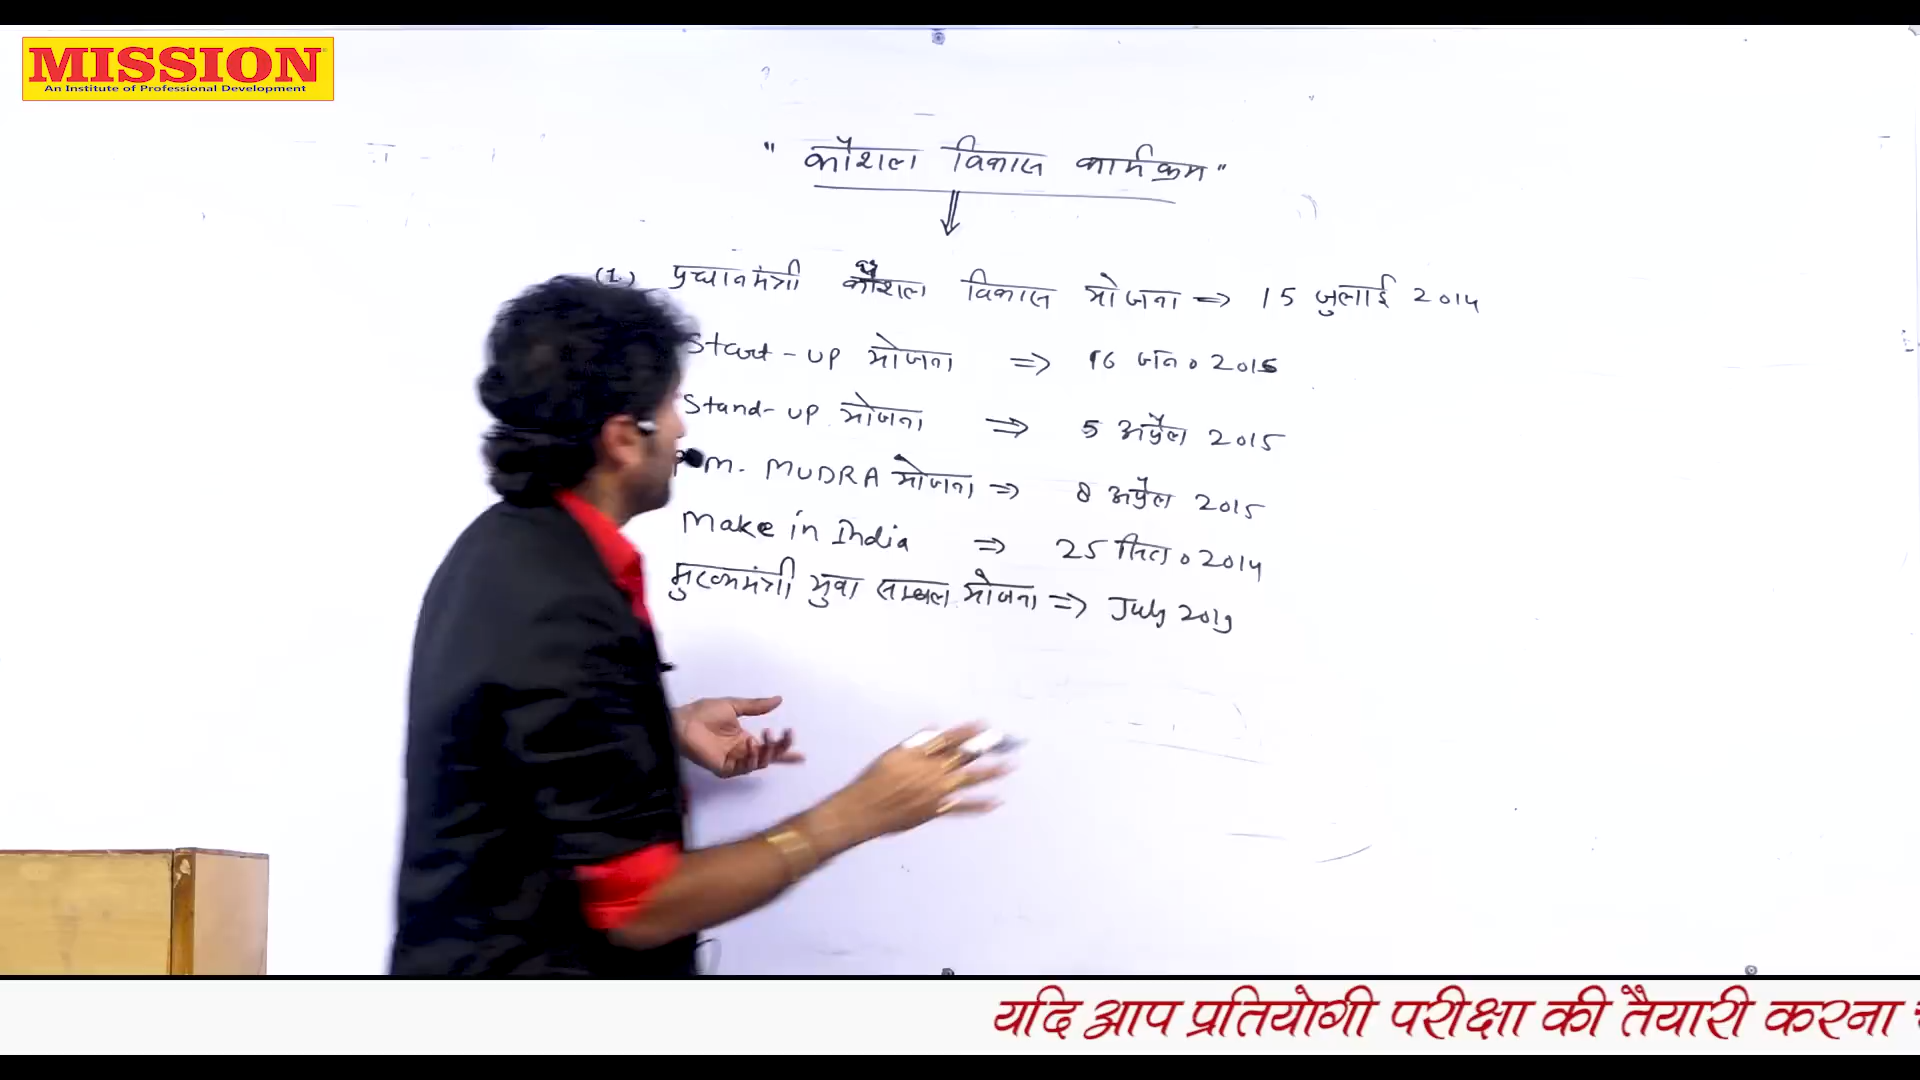 MISSION
An Institute of Professional Development
" कौशल विकास कार्यक्रम "
(1.) प्रधानमंत्री कौशल विकास योजना ⇒ 15 जुलाई 2014
Start-up योजना ⇒ 16 जन० 2015
Stand-up योजना ⇒ 5 अप्रैल 2015
P.M. MUDRA योजना ⇒ 8 अप्रैल 2015
Make in India ⇒ 25 सित० 2014
मुख्यमंत्री युवा सम्बल योजना ⇒ July 2019
यदि आप प्रतियोगी परीक्षा की तैयारी करना